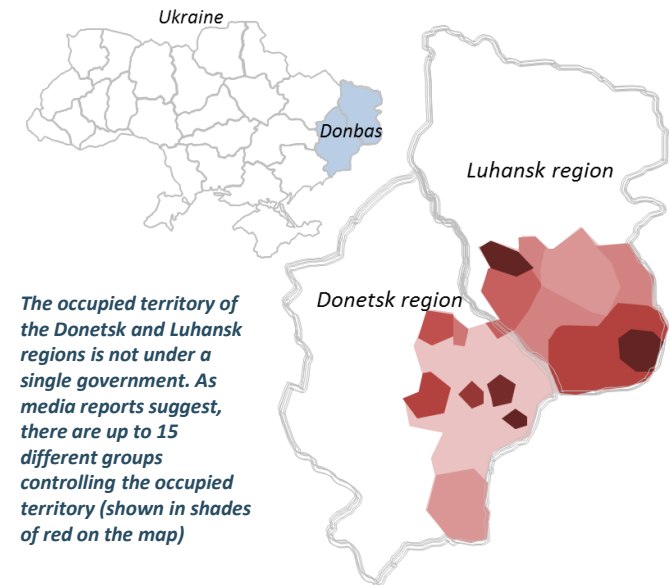 Ukraine
Donbas
Luhansk region
Donetsk region
The occupied territory of
the Donetsk and Luhansk
regions is not under a
single government. As
media reports suggest,
there are up to 15
different groups
controlling the occupied
territory (shown in shades
of red on the map)